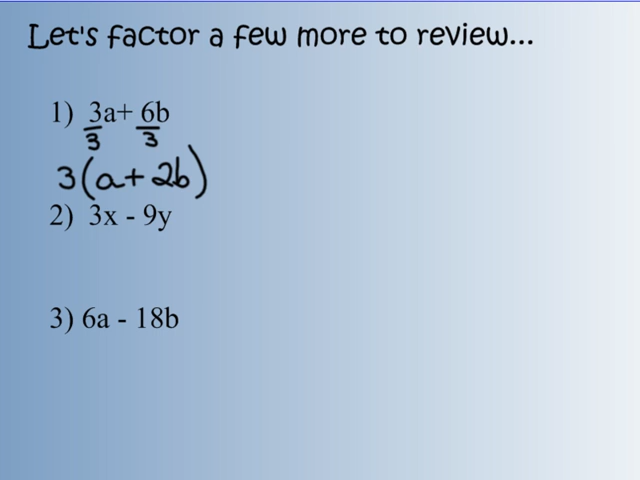 Let's factor a few more to review...
1) 3a+ 6b
3 3
3(a+2b)
2) 3x - 9y
3) 6a - 18b